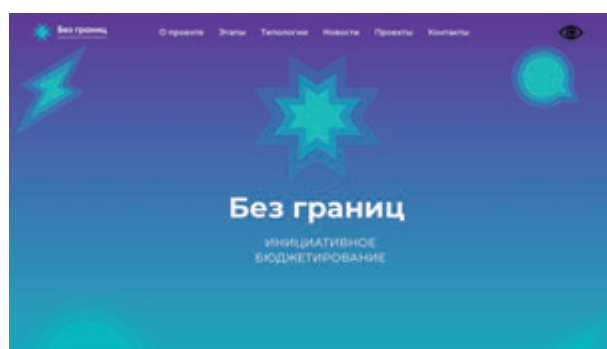 Без границ
О проекте Этапы Типологии Новости Проекты Контакты
Без границ
ИНИЦИАТИВНОЕ
БЮДЖЕТИРОВАНИЕ